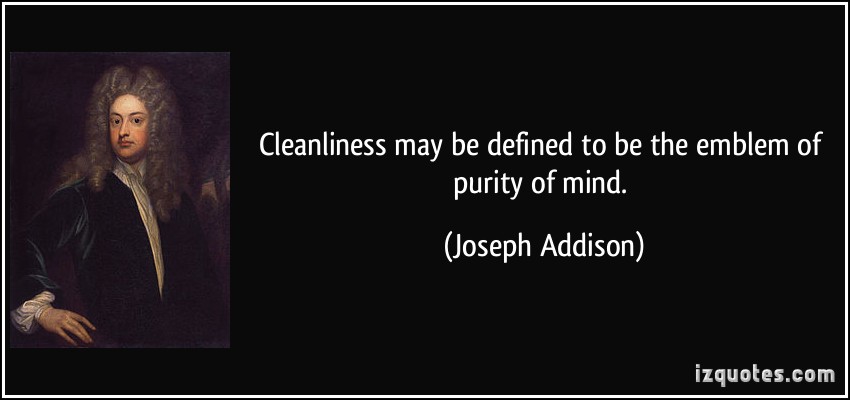 Cleanliness may be defined to be the emblem of
purity of mind.
(Joseph Addison)
izquotes.com